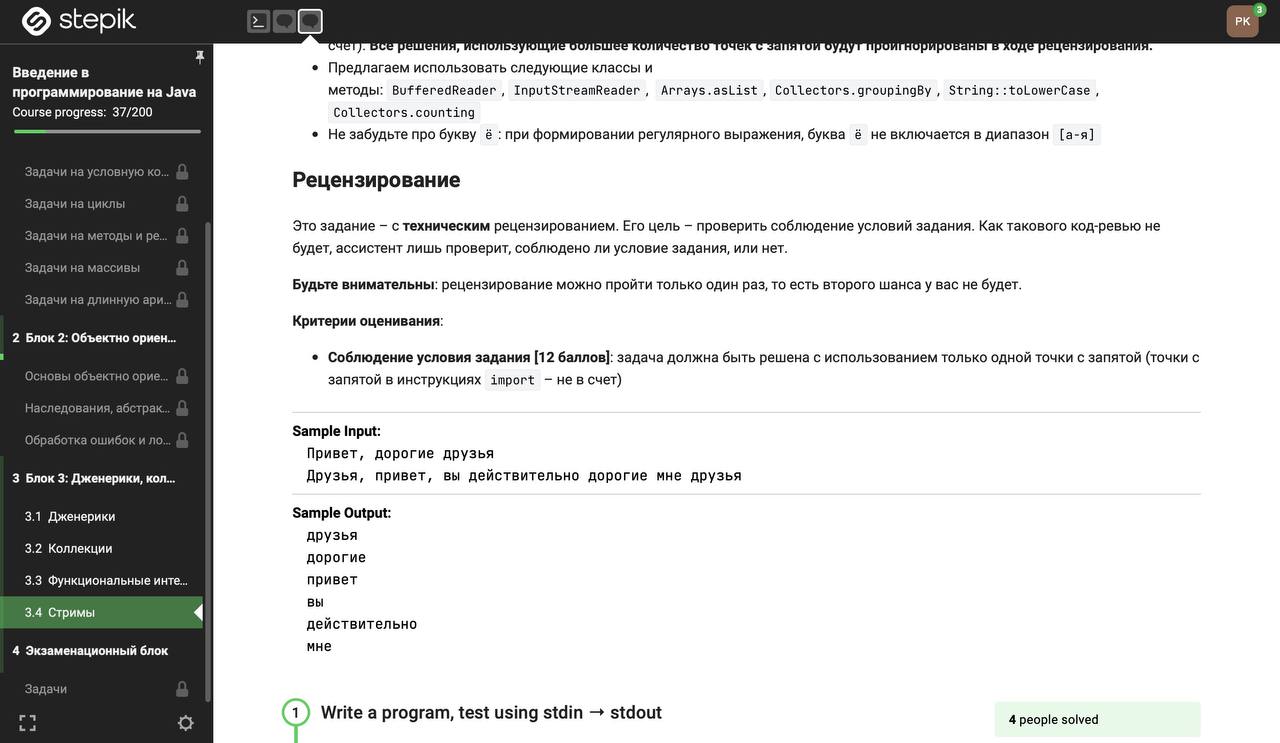 stepik
PK
3
Введение в
программирование на Java
Course progress: 37/200
Задачи на условную ко...
Задачи на циклы
Задачи на методы и ре...
Задачи на массивы
Задачи на длинную ари...
2 Блок 2: Объектно ориен...
Основы объектно орие...
Наследования, абстрак...
Обработка ошибок и ло...
3 Блок 3: Дженерики, кол...
3.1 Дженерики
3.2 Коллекции
3.3 Функциональные инте...
3.4 Стримы
4 Экзаменационный блок
Задачи
счет). Все решения, использующие большее количество точек с запятой будут проигнорированы в ходе рецензирования.
• Предлагаем использовать следующие классы и
методы: BufferedReader, InputStreamReader, Arrays.asList, Collectors.groupingBy, String::toLowerCase,
Collectors.counting
• Не забудьте про букву ё: при формировании регулярного выражения, буква ё не включается в диапазон [а-я]
Рецензирование
Это задание – с техническим рецензированием. Его цель – проверить соблюдение условий задания. Как такового код-ревью не
будет, ассистент лишь проверит, соблюдено ли условие задания, или нет.
Будьте внимательны: рецензирование можно пройти только один раз, то есть второго шанса у вас не будет.
Критерии оценивания:
• Соблюдение условия задания [12 баллов]: задача должна быть решена с использованием только одной точки с запятой (точки с
запятой в инструкциях import – не в счет)
Sample Input:
Привет, дорогие друзья
Друзья, привет, вы действительно дорогие мне друзья
Sample Output:
друзья
дорогие
привет
вы
действительно
мне
1 Write a program, test using stdin → stdout
4 people solved